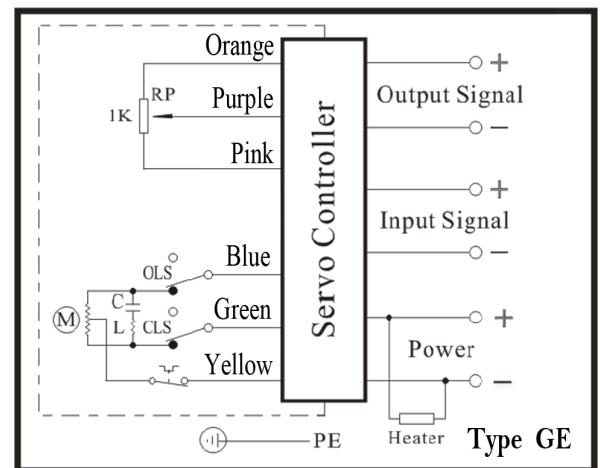 Orange
RP
1K
Purple
Pink
Blue
OLS
C
Green
M
L
CLS
Yellow
Servo Controller
+
Output Signal
−
+
Input Signal
−
+
Power
−
Heater
PE
Type GE